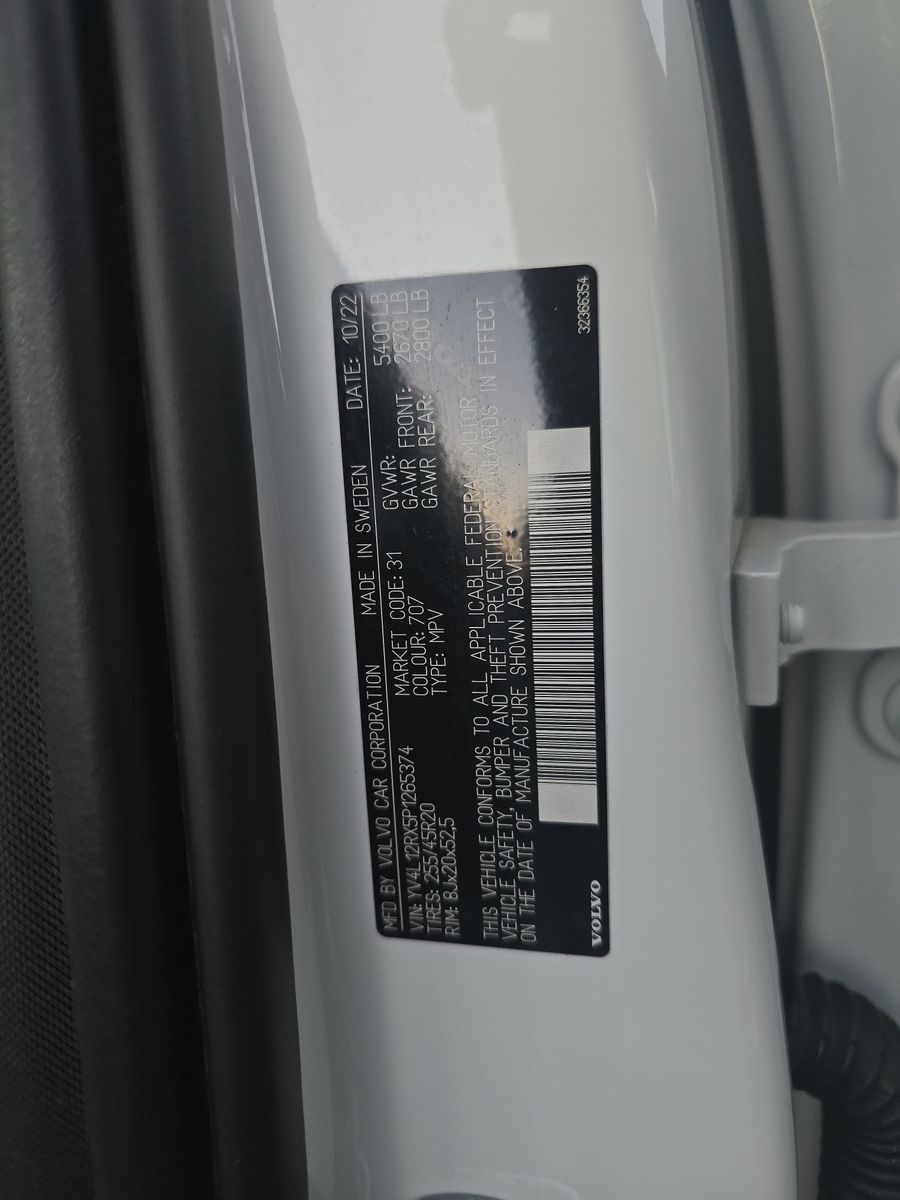 MFD BY VOLVO CAR CORPORATION MADE IN SWEDEN DATE: 10/22
VIN: YV4L12RX5P1265374 MARKET CODE: 31 GVWR: 5400 LB
TIRES: 255/45R20 COLOUR: 707 GAWR FRONT: 2670 LB
RIM: 8Jx20x52,5 TYPE: MPV GAWR REAR: 2800 LB
THIS VEHICLE CONFORMS TO ALL APPLICABLE FEDERAL MOTOR
VEHICLE SAFETY, BUMPER AND THEFT PREVENTION STANDARDS IN EFFECT
ON THE DATE OF MANUFACTURE SHOWN ABOVE.
VOLVO 32366354